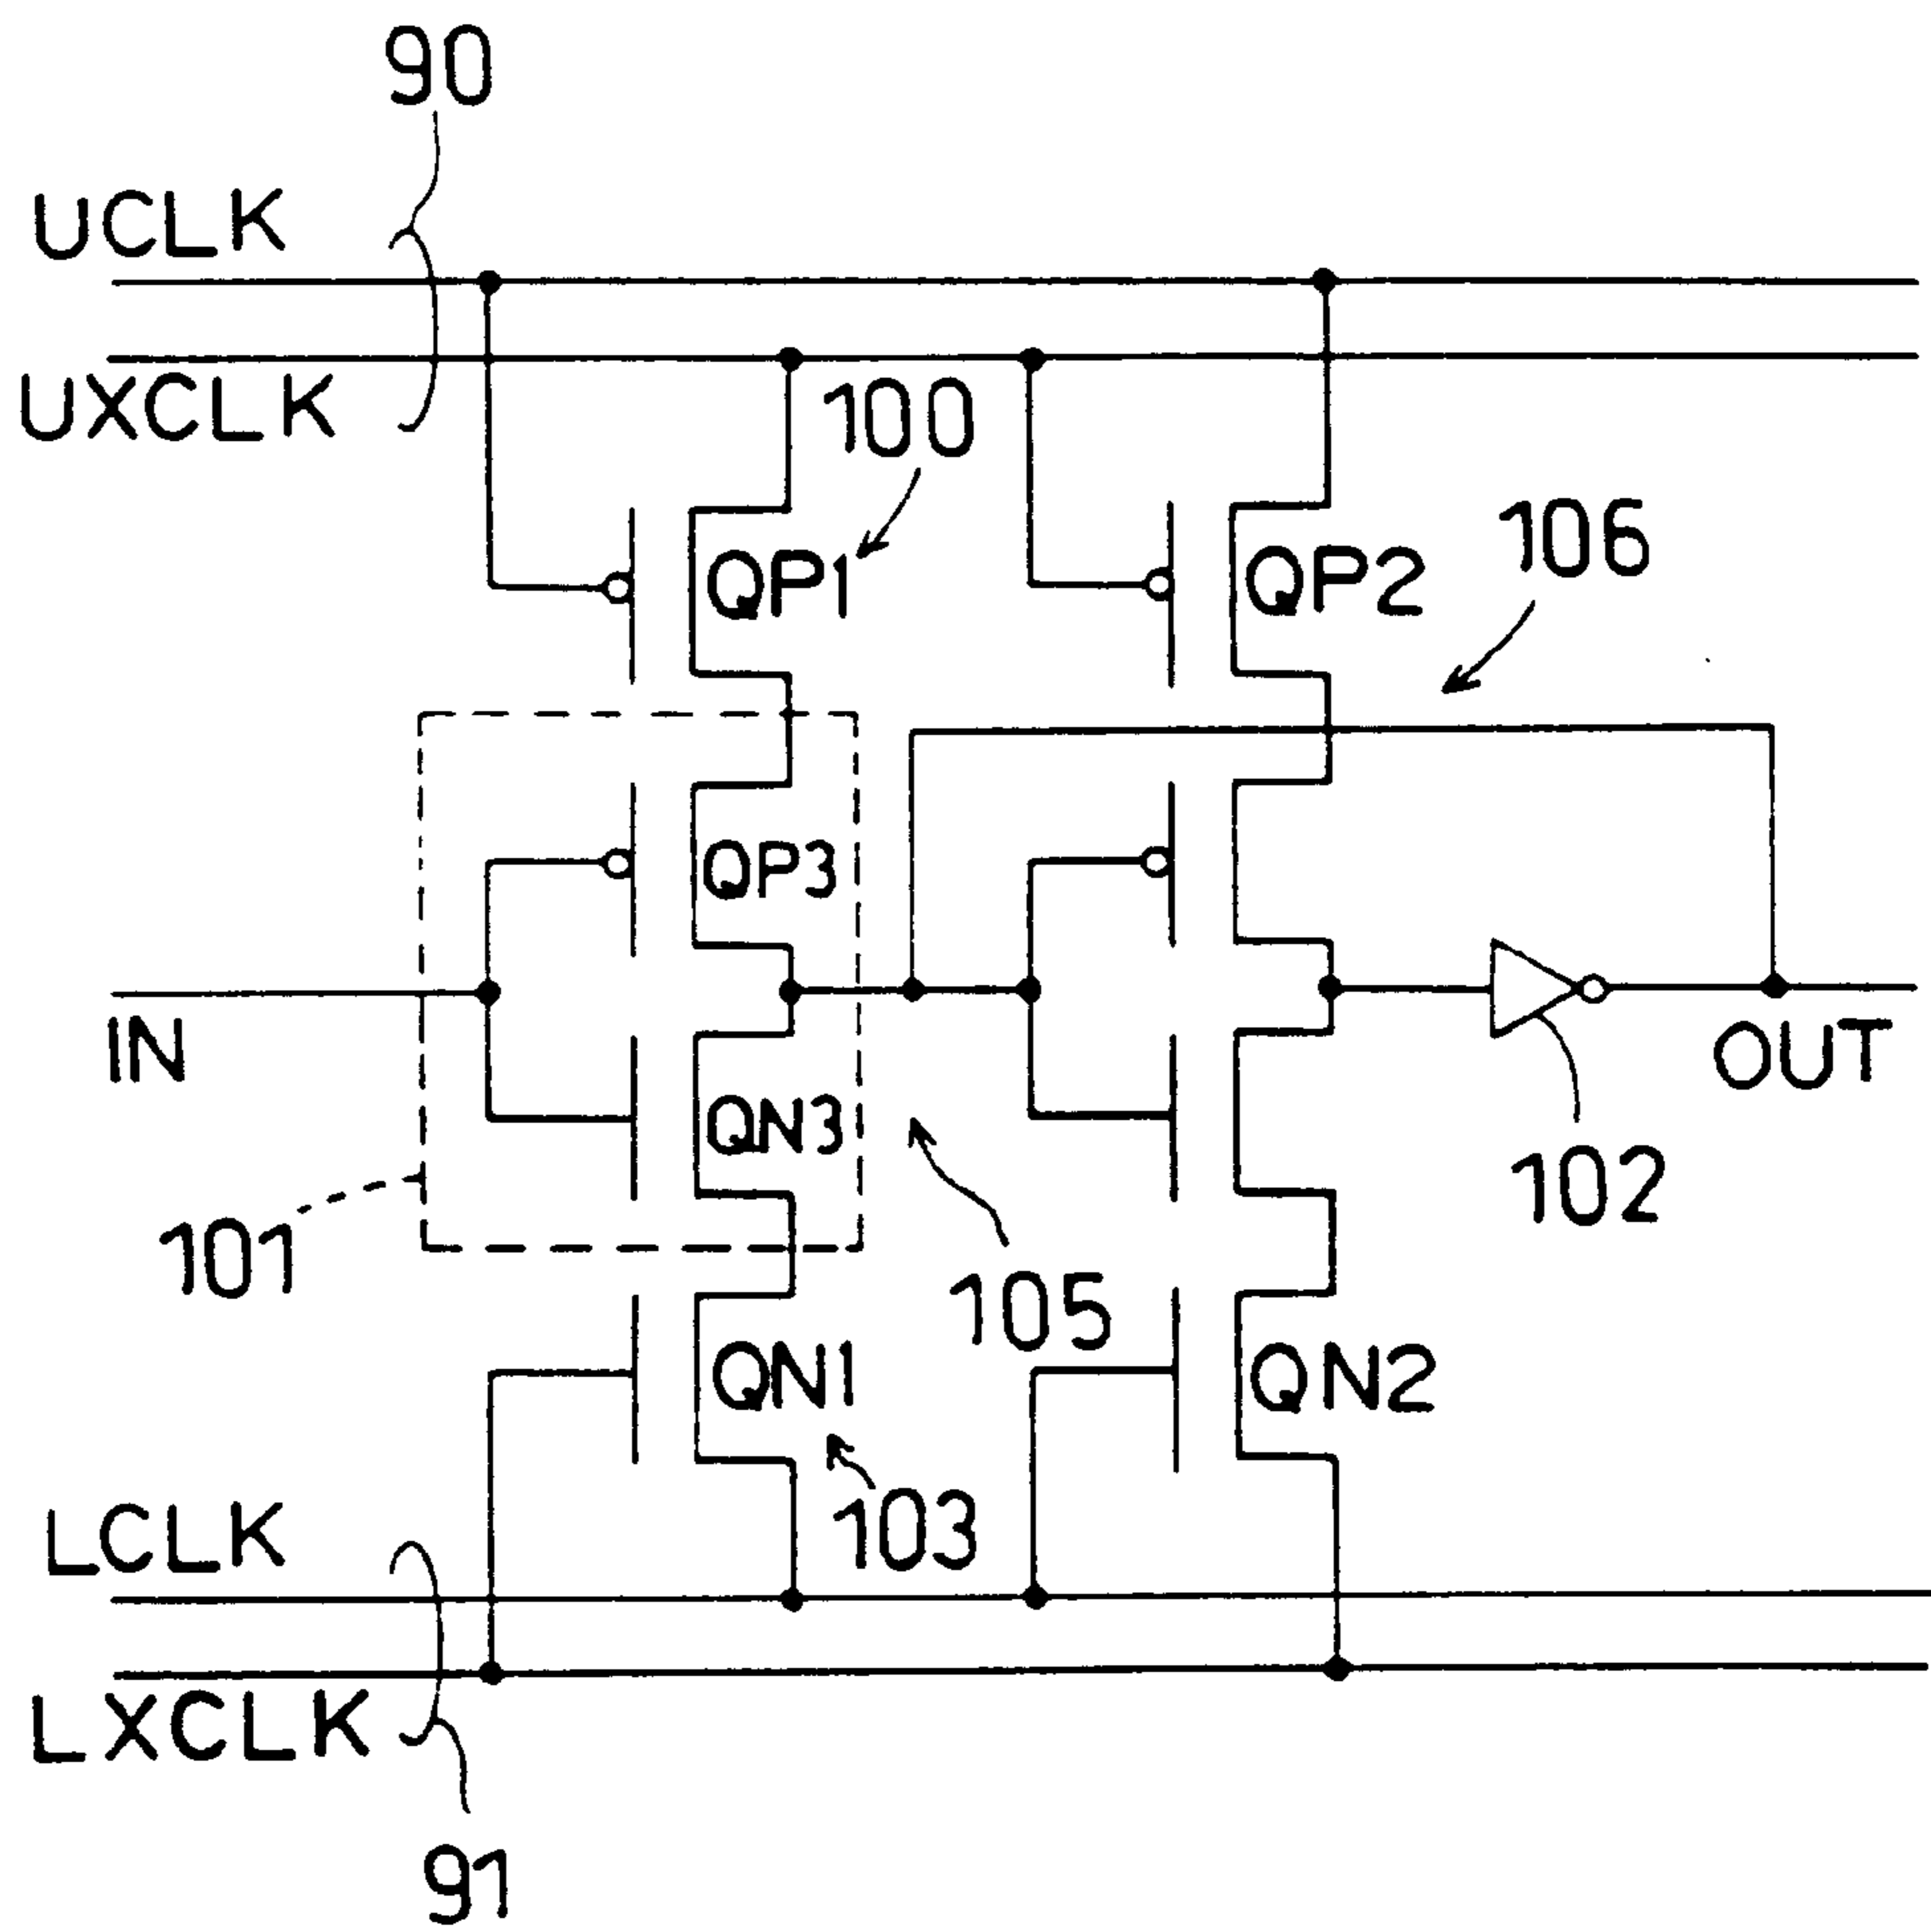 90
UCLK
UXCLK
100
106
QP1
QP2
QP3
IN
OUT
QN3
102
101
105
QN1
QN2
103
LCLK
LXCLK
91